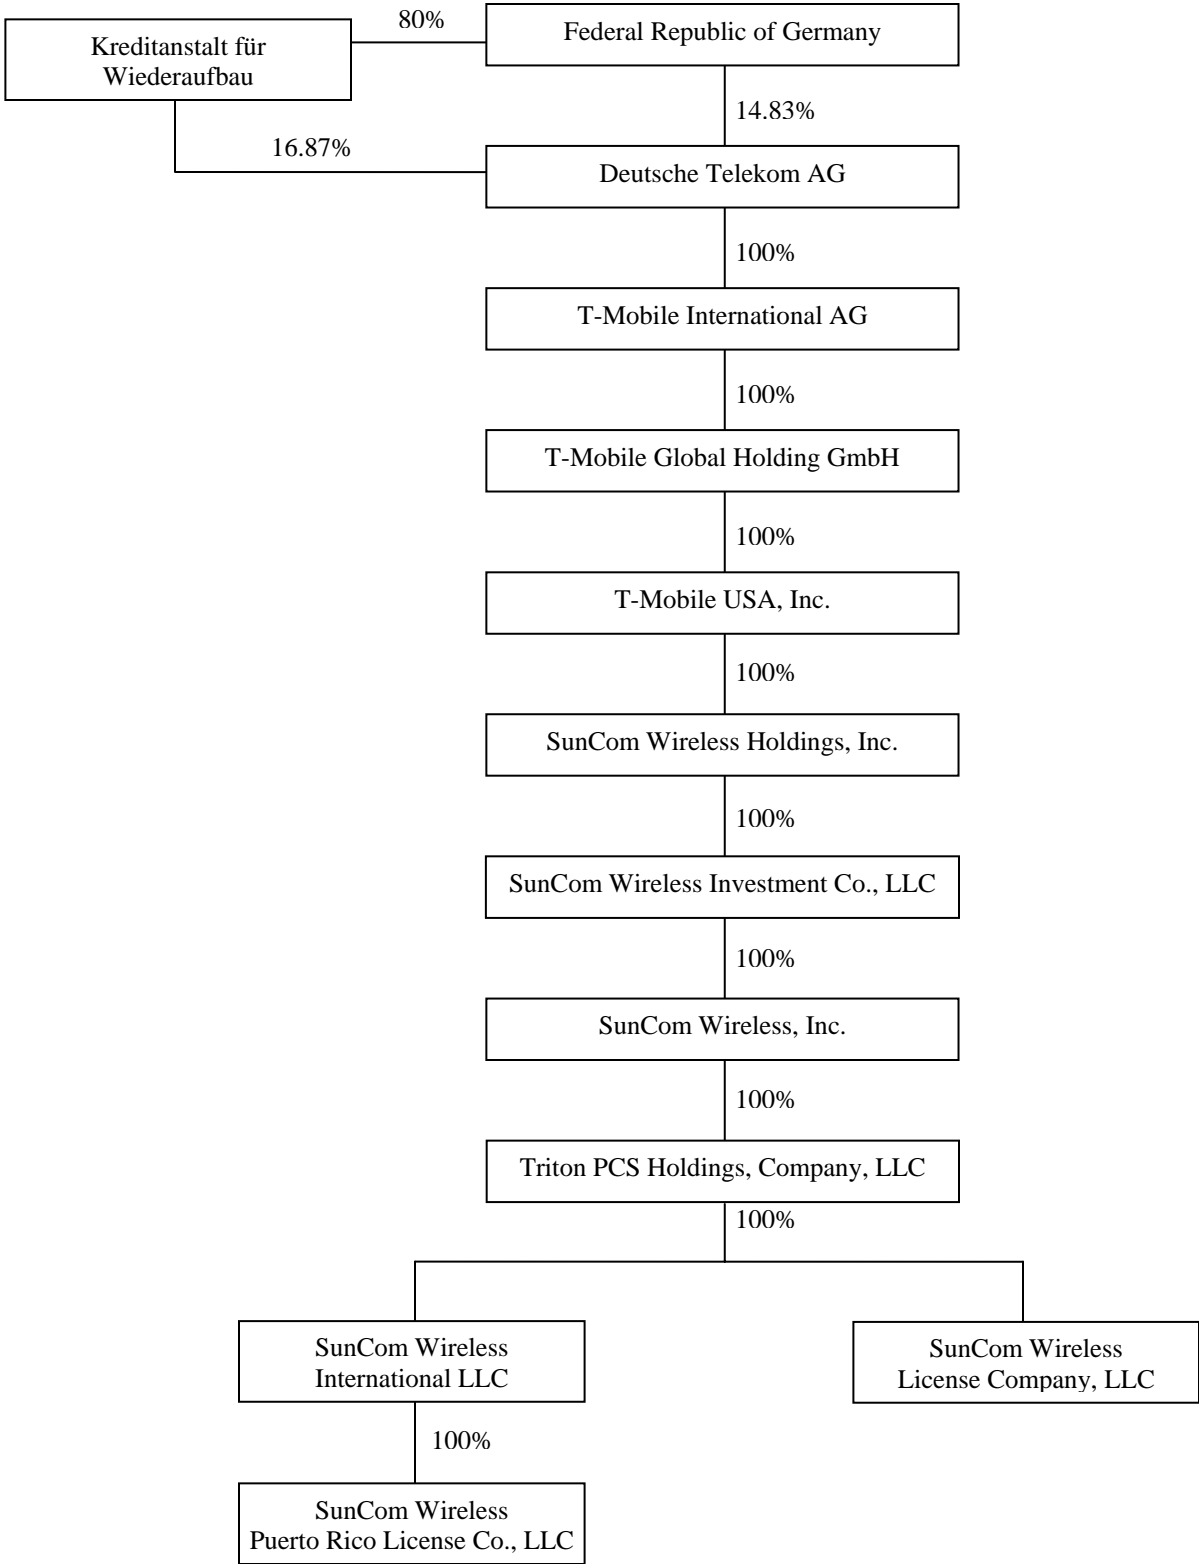 80%
Kreditanstalt für
Wiederaufbau
Federal Republic of Germany
14.83%
16.87%
Deutsche Telekom AG
100%
T-Mobile International AG
100%
T-Mobile Global Holding GmbH
100%
T-Mobile USA, Inc.
100%
SunCom Wireless Holdings, Inc.
100%
SunCom Wireless Investment Co., LLC
100%
SunCom Wireless, Inc.
100%
Triton PCS Holdings, Company, LLC
100%
SunCom Wireless
International LLC
SunCom Wireless
License Company, LLC
100%
SunCom Wireless
Puerto Rico License Co., LLC